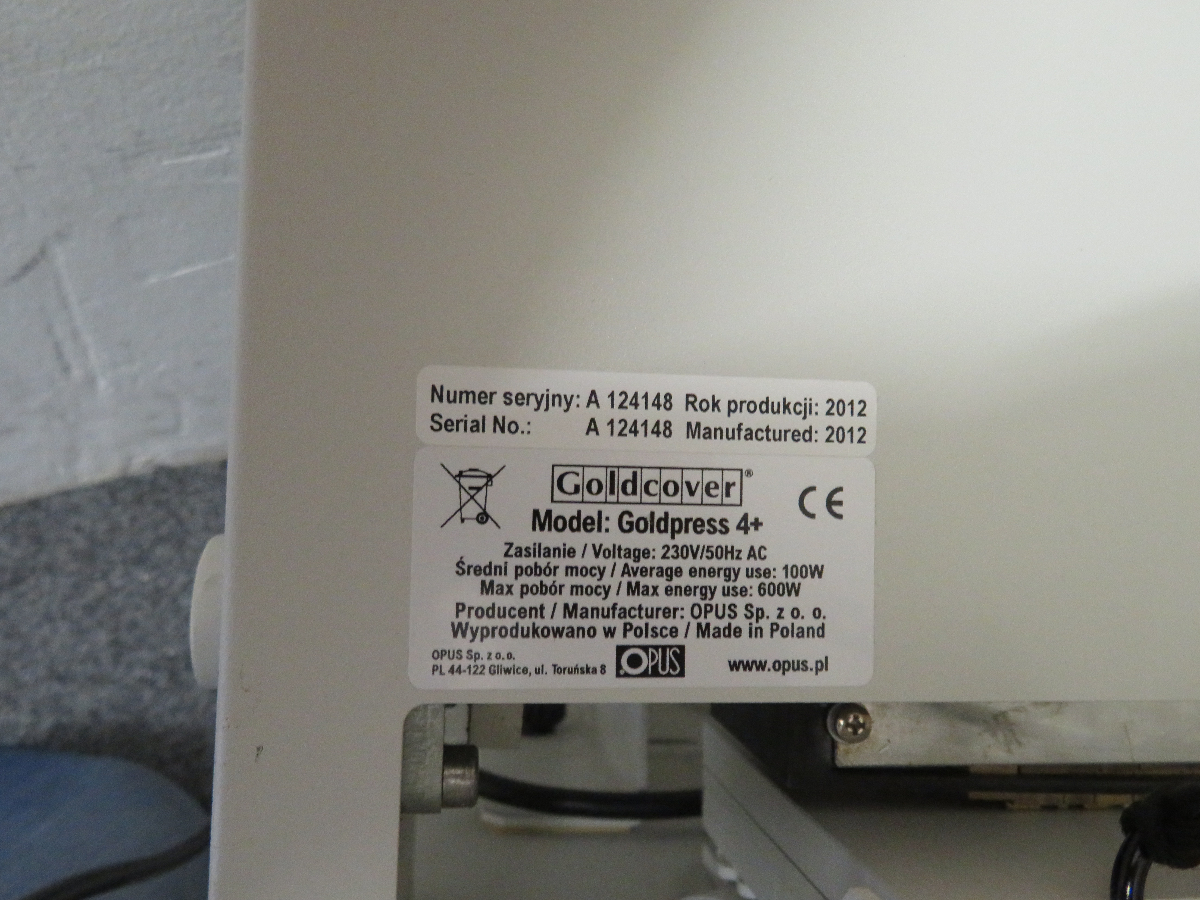 Numer seryjny: A 124148 Rok produkcji: 2012
Serial No.: A 124148 Manufactured: 2012
Goldcover®
CE
Model: Goldpress 4+
Zasilanie / Voltage: 230V/50Hz AC
Średni pobór mocy / Average energy use: 100W
Max pobór mocy / Max energy use: 600W
Producent / Manufacturer: OPUS Sp. z o. o.
Wyprodukowano w Polsce / Made in Poland
OPUS Sp. z o.o.
PL 44-122 Gliwice, ul. Toruńska 8
OPUS
www.opus.pl